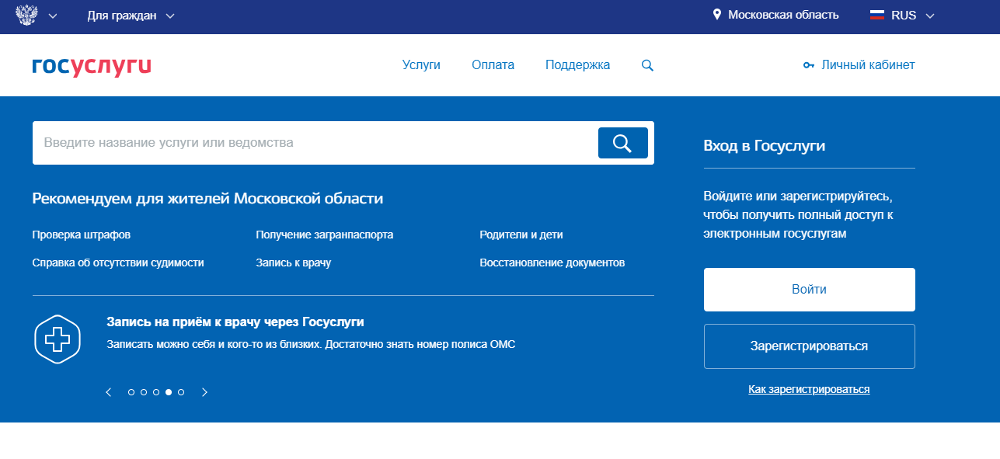 Для граждан
Московская область
RUS
госуслуги
Услуги
Оплата
Поддержка
Личный кабинет
Введите название услуги или ведомства
Рекомендуем для жителей Московской области
Проверка штрафов
Получение загранпаспорта
Родители и дети
Справка об отсутствии судимости
Запись к врачу
Восстановление документов
Запись на приём к врачу через Госуслуги
Записать можно себя и кого-то из близких. Достаточно знать номер полиса ОМС
Вход в Госуслуги
Войдите или зарегистрируйтесь,
чтобы получить полный доступ к
электронным госуслугам
Войти
Зарегистрироваться
Как зарегистрироваться